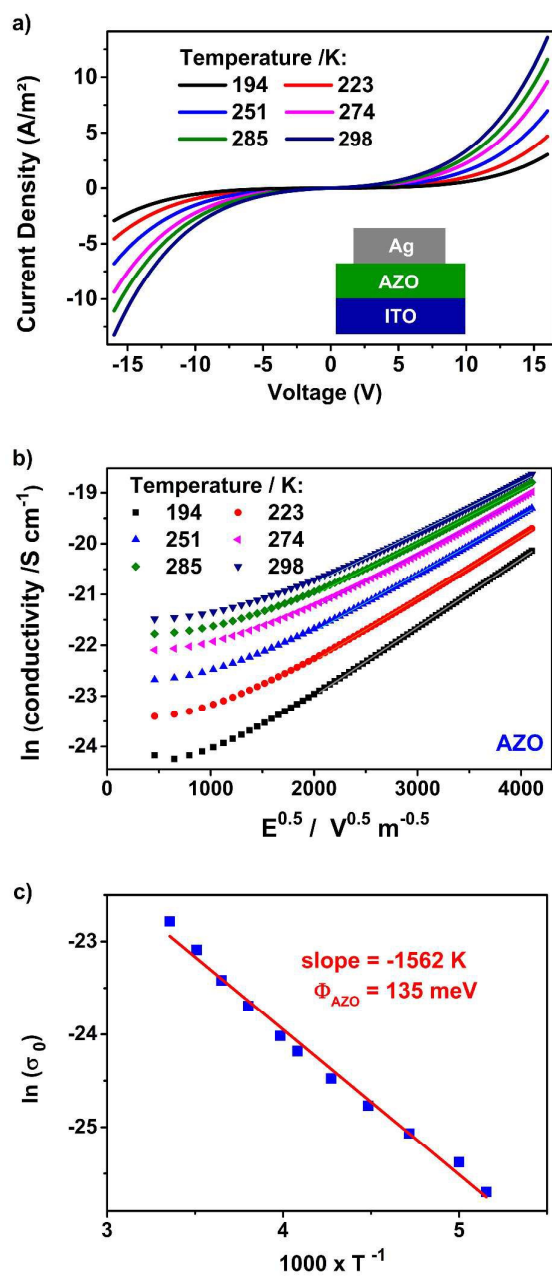 a)
Temperature /K:
194 223
251 274
285 298
10
5
0
-5
-10
Current Density (A/m²)
Ag
AZO
ITO
-15 -10 -5 0 5 10 15
Voltage (V)
b)
Temperature / K:
194 223
251 274
285 298
-19
-20
-21
-22
-23
-24
ln (conductivity /S cm⁻¹)
AZO
0 1000 2000 3000 4000
E⁰·⁵ / V⁰·⁵ m⁻⁰·⁵
c)
-23
-24
-25
ln (σ₀)
slope = -1562 K
Φ_AZO = 135 meV
3 4 5
1000 x T⁻¹